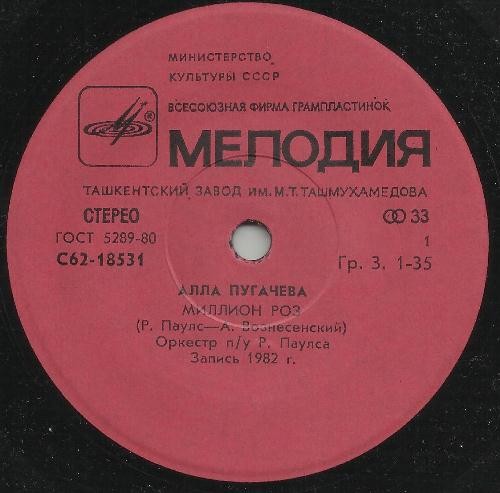 МИНИСТЕРСТВО
КУЛЬТУРЫ СССР
ВСЕСОЮЗНАЯ ФИРМА ГРАМПЛАСТИНОК
®
МЕЛОДИЯ
ТАШКЕНТСКИЙ ЗАВОД ИМ. М.Т. ТАШМУХАМЕДОВА
СТЕРЕО
33
ГОСТ 5289-80
1
С62-18531
Гр. 3. 1-35
АЛЛА ПУГАЧЕВА
МИЛЛИОН РОЗ
(Р. Паулс—А. Вознесенский)
Оркестр п/у Р. Паулса
Запись 1982 г.